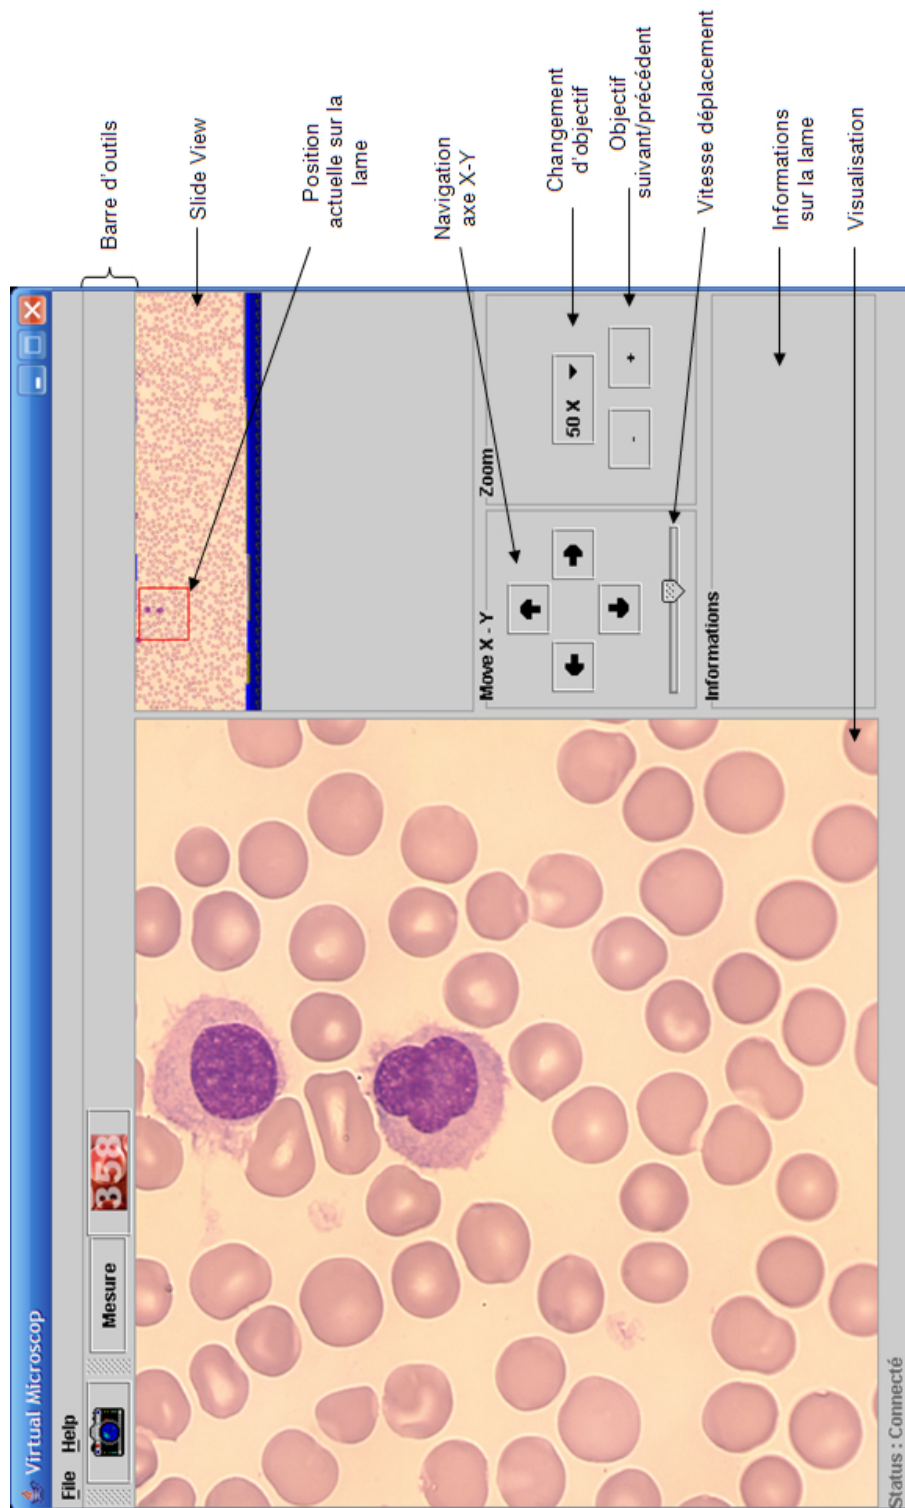 Virtual Microscop
File Help
Mesure
358
Move X - Y
Zoom
50 X
-
+
Informations
Status : Connecté
Barre d'outils
Slide View
Position
actuelle sur la
lame
Navigation
axe X-Y
Changement
d'objectif
Objectif
suivant/précédent
Vitesse déplacement
Informations
sur la lame
Visualisation